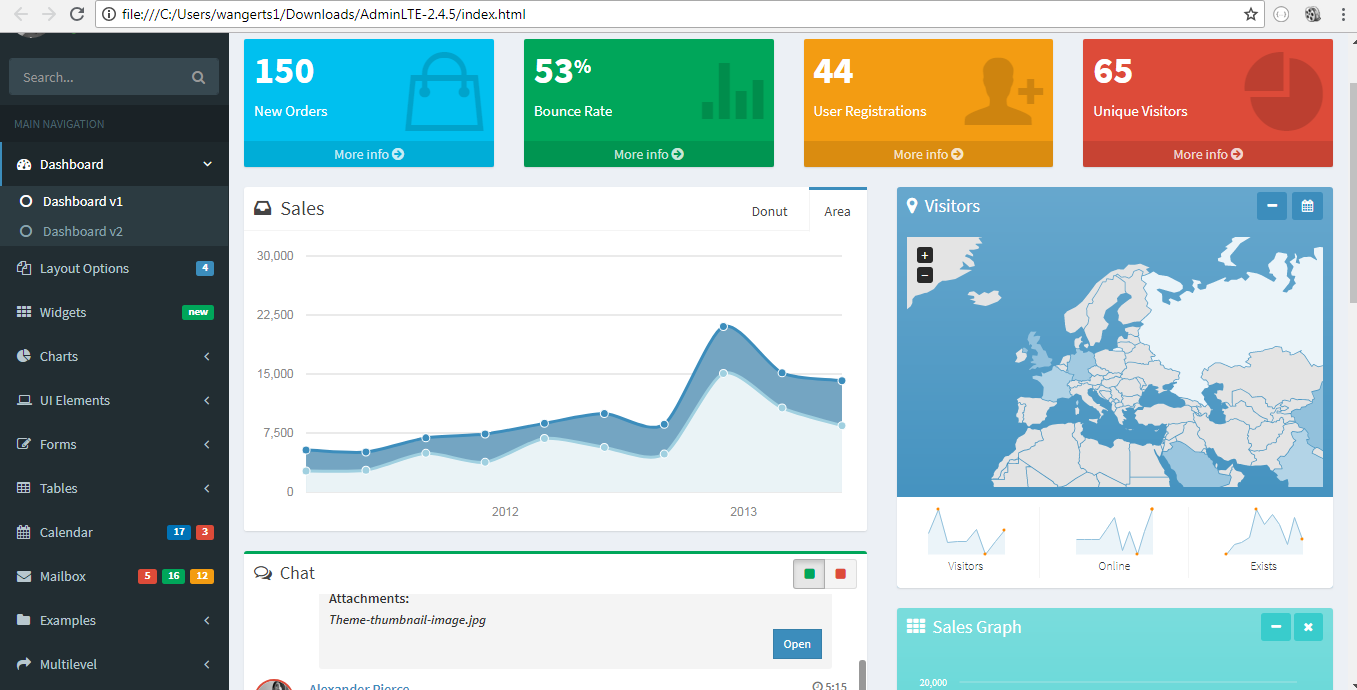 file:///C:/Users/wangerts1/Downloads/AdminLTE-2.4.5/index.html
Search...
MAIN NAVIGATION
Dashboard
Dashboard v1
Dashboard v2
Layout Options 4
Widgets new
Charts
UI Elements
Forms
Tables
Calendar 17 3
Mailbox 5 16 12
Examples
Multilevel
150
New Orders
More info
53%
Bounce Rate
More info
44
User Registrations
More info
65
Unique Visitors
More info
Sales
Donut Area
30,000
22,500
15,000
7,500
0
2012 2013
Visitors
+
−
Visitors Online Exists
Chat
Attachments:
Theme-thumbnail-image.jpg
Open
Alexander Pierce 5:15
Sales Graph
20,000